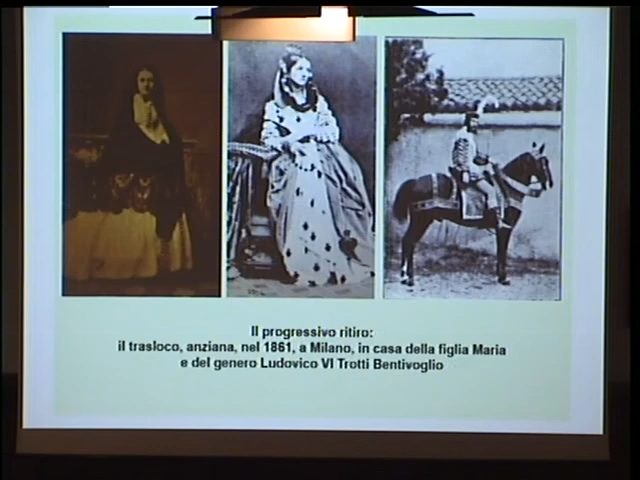 Il progressivo ritiro:
il trasloco, anziana, nel 1861, a Milano, in casa della figlia Maria
e del genero Ludovico VI Trotti Bentivoglio